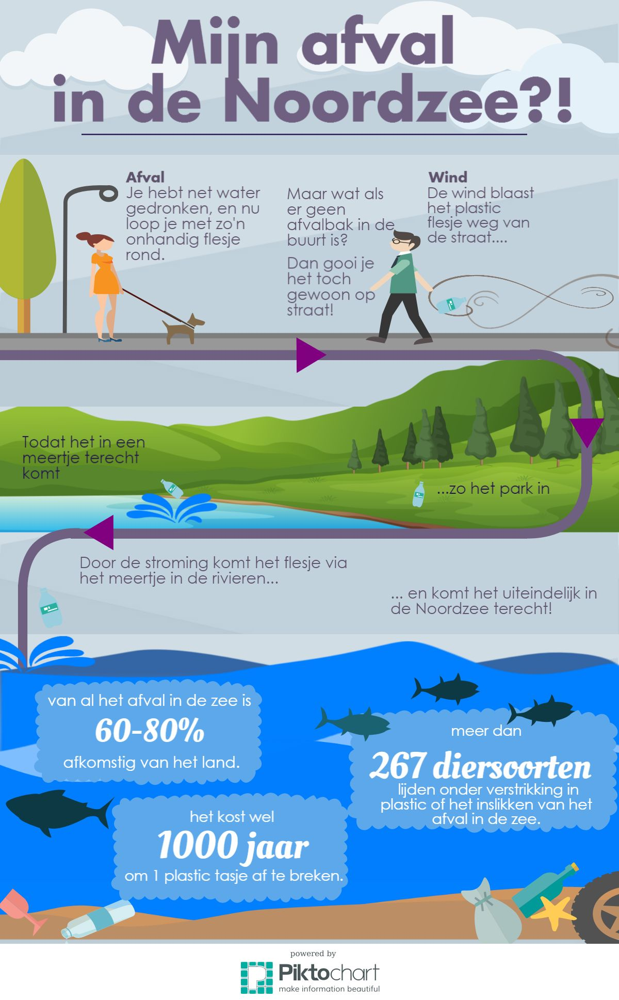 Mijn afval
in de Noordzee?!
Afval
Je hebt net water
gedronken, en nu
loop je met zo'n
onhandig flesje
rond.
Maar wat als
er geen
afvalbak in de
buurt is?
Dan gooi je
het toch
gewoon op
straat!
Wind
De wind blaast
het plastic
flesje weg van
de straat....
...zo het park in
Todat het in een
meertje terecht
komt
Door de stroming komt het flesje via
het meertje in de rivieren...
... en komt het uiteindelijk in
de Noordzee terecht!
van al het afval in de zee is
60-80%
afkomstig van het land.
meer dan
267 diersoorten
lijden onder verstrikking in
plastic of het inslikken van het
afval in de zee.
het kost wel
1000 jaar
om 1 plastic tasje af te breken.
powered by
Piktochart
make information beautiful